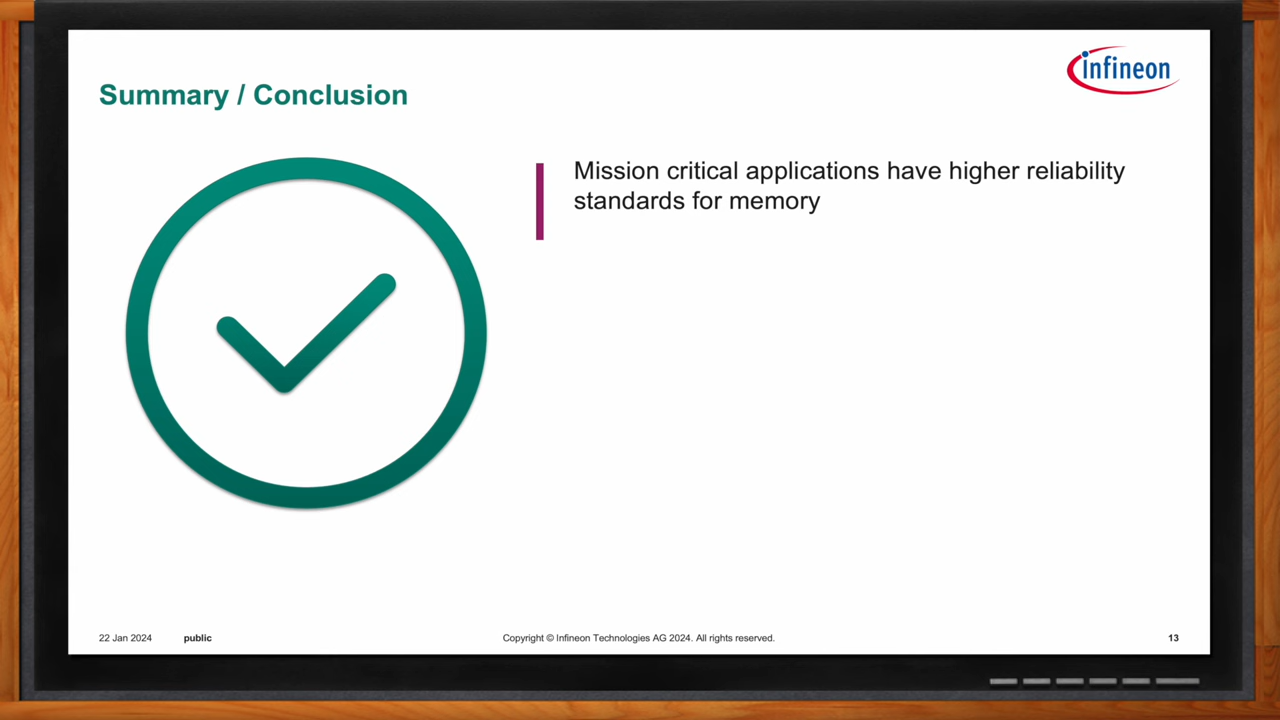 infineon
Summary / Conclusion
Mission critical applications have higher reliability
standards for memory
22 Jan 2024 public Copyright © Infineon Technologies AG 2024. All rights reserved. 13